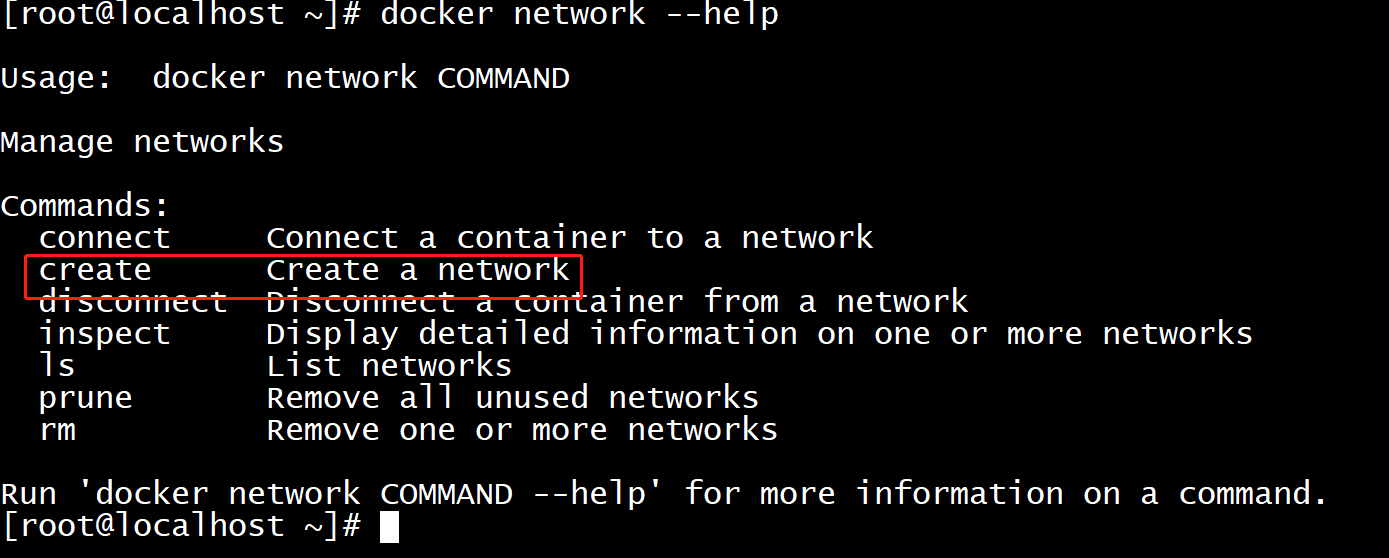 [root@localhost ~]# docker network --help
Usage:  docker network COMMAND
Manage networks
Commands:
  connect     Connect a container to a network
  create      Create a network
  disconnect  Disconnect a container from a network
  inspect     Display detailed information on one or more networks
  ls          List networks
  prune       Remove all unused networks
  rm          Remove one or more networks
Run 'docker network COMMAND --help' for more information on a command.
[root@localhost ~]#